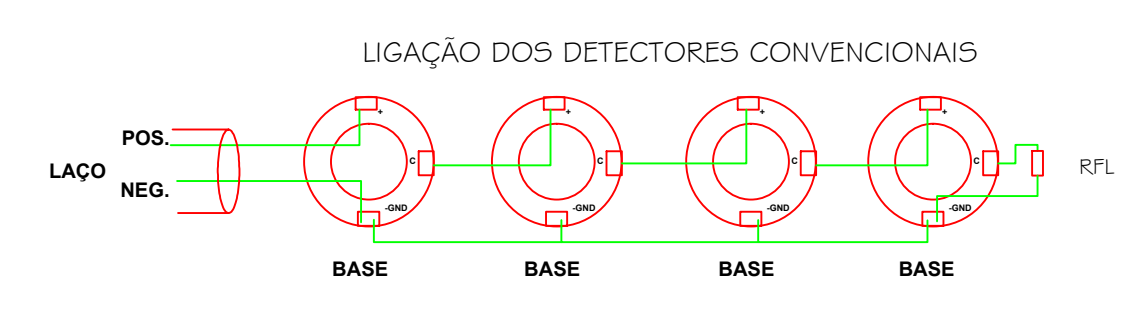 LIGAÇÃO DOS DETECTORES CONVENCIONAIS
+ + + +
POS.
C C C C
LAÇO RFL
NEG.
-GND -GND -GND -GND
BASE BASE BASE BASE